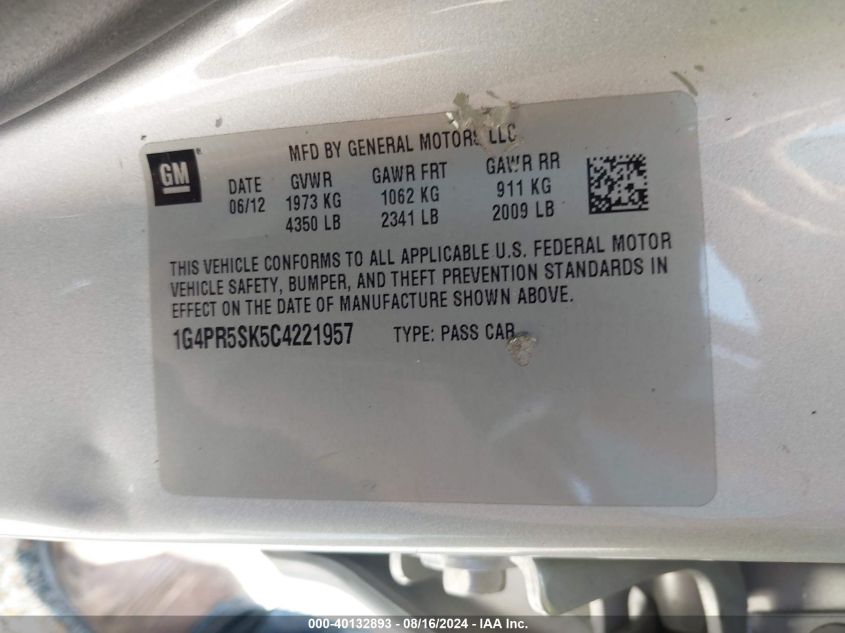 GM ®
MFD BY GENERAL MOTORS LLC
DATE GVWR GAWR FRT GAWR RR
06/12 1973 KG 1062 KG 911 KG
4350 LB 2341 LB 2009 LB
THIS VEHICLE CONFORMS TO ALL APPLICABLE U.S. FEDERAL MOTOR
VEHICLE SAFETY, BUMPER, AND THEFT PREVENTION STANDARDS IN
EFFECT ON THE DATE OF MANUFACTURE SHOWN ABOVE.
1G4PR5SK5C4221957 TYPE: PASS CAR
000-40132893 - 08/16/2024 - IAA Inc.